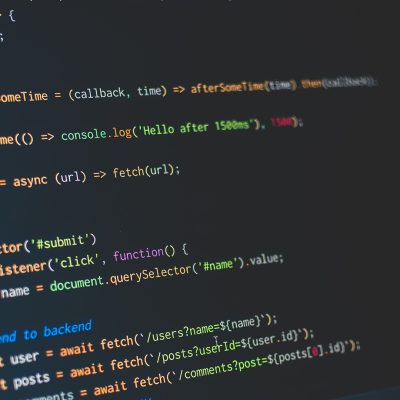 > {
;
omeTime = (callback, time) => afterSomeTime(time).then(callback);
me(() => console.log('Hello after 1500ms'), 1500);
= async (url) => fetch(url);
ctor('#submit')
istener('click', function() {
name = document.querySelector('#name').value;
end to backend
t user = await fetch(`/users?name=${name}`);
t posts = await fetch(`/posts?userId=${user.id}`);
omments = await fetch(`/comments?post=${posts[0].id}`);